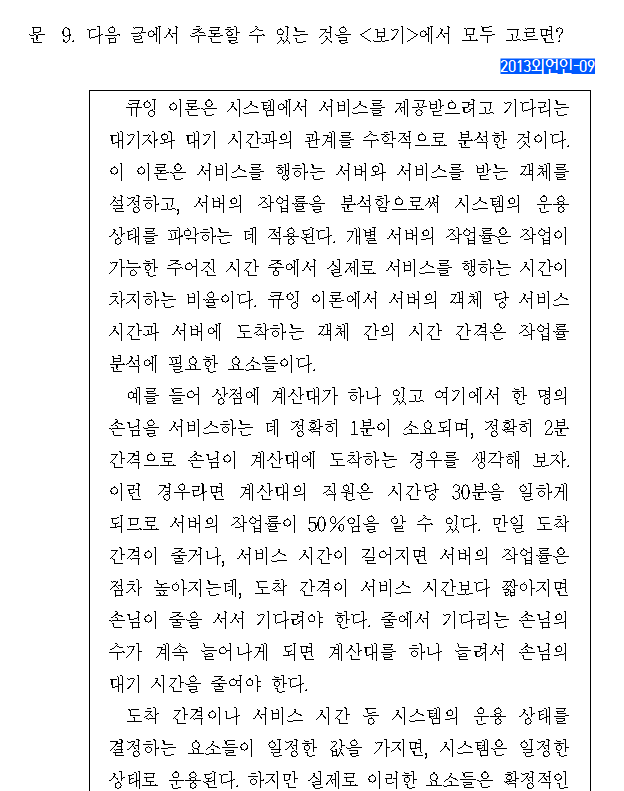 문 9. 다음 글에서 추론할 수 있는 것을 <보기>에서 모두 고르면?
2013외언인-09
큐잉 이론은 시스템에서 서비스를 제공받으려고 기다리는
대기자와 대기 시간과의 관계를 수학적으로 분석한 것이다.
이 이론은 서비스를 행하는 서버와 서비스를 받는 객체를
설정하고, 서버의 작업률을 분석함으로써 시스템의 운용
상태를 파악하는 데 적용된다. 개별 서버의 작업률은 작업이
가능한 주어진 시간 중에서 실제로 서비스를 행하는 시간이
차지하는 비율이다. 큐잉 이론에서 서버의 객체 당 서비스
시간과 서버에 도착하는 객체 간의 시간 간격은 작업률
분석에 필요한 요소들이다.
예를 들어 상점에 계산대가 하나 있고 여기에서 한 명의
손님을 서비스하는 데 정확히 1분이 소요되며, 정확히 2분
간격으로 손님이 계산대에 도착하는 경우를 생각해 보자.
이런 경우라면 계산대의 직원은 시간당 30분을 일하게
되므로 서버의 작업률이 50%임을 알 수 있다. 만일 도착
간격이 줄거나, 서비스 시간이 길어지면 서버의 작업률은
점차 높아지는데, 도착 간격이 서비스 시간보다 짧아지면
손님이 줄을 서서 기다려야 한다. 줄에서 기다리는 손님의
수가 계속 늘어나게 되면 계산대를 하나 늘려서 손님의
대기 시간을 줄여야 한다.
도착 간격이나 서비스 시간 등 시스템의 운용 상태를
결정하는 요소들이 일정한 값을 가지면, 시스템은 일정한
상태로 운용된다. 하지만 실제로 이러한 요소들은 확정적인